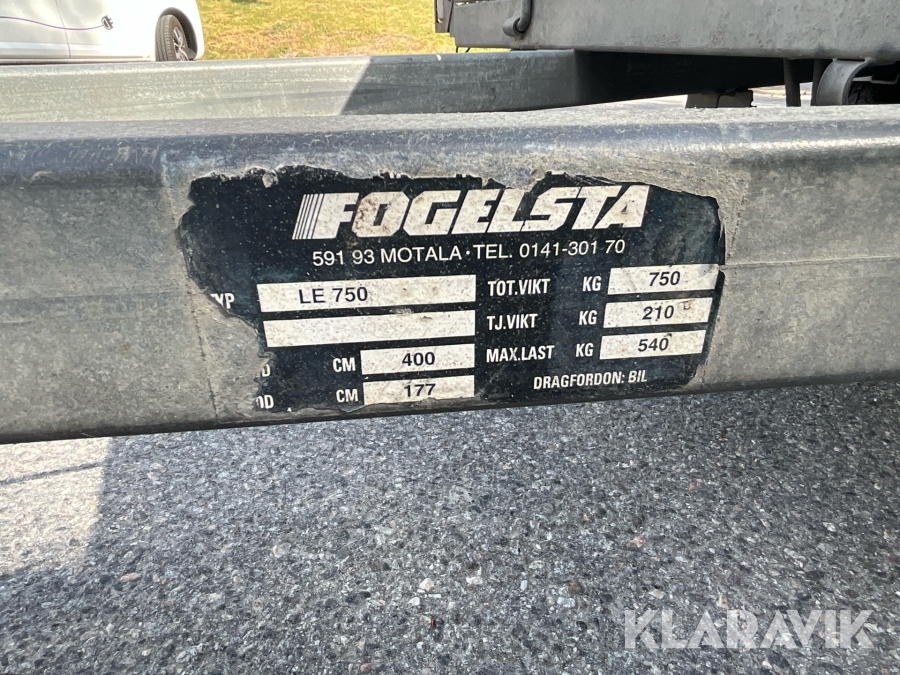 FOGELSTA
591 93 MOTALA · TEL. 0141-301 70
LE 750
CM 400
CM 177
TOT.VIKT KG 750
TJ.VIKT KG 210
MAX.LAST KG 540
DRAGFORDON: BIL
KLARAVIK